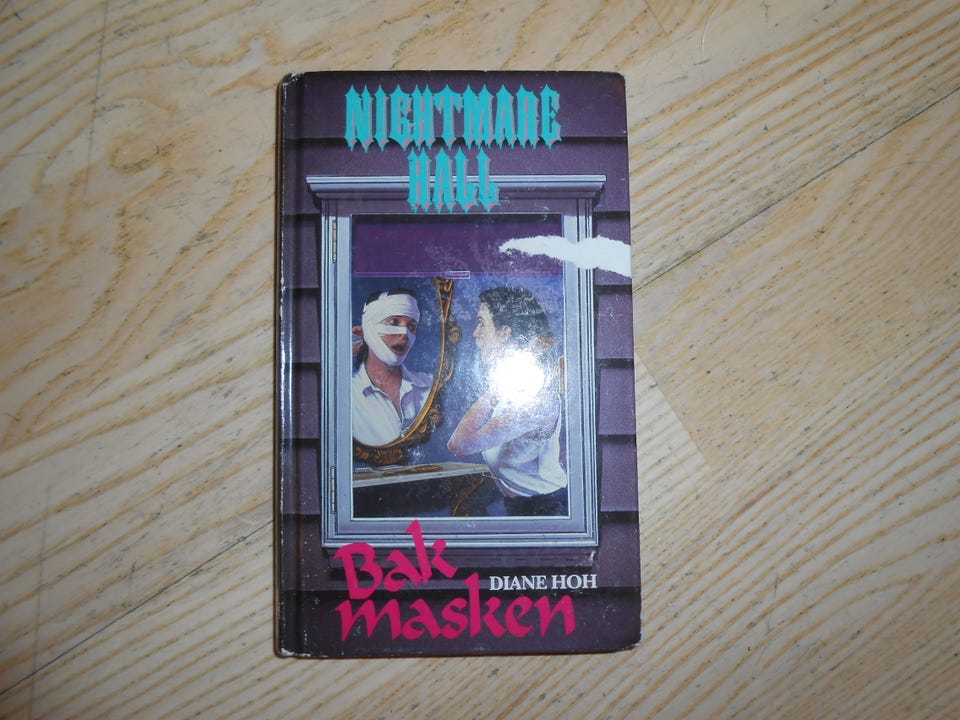 NIGHTMARE
HALL
Bak
DIANE HOH
masken